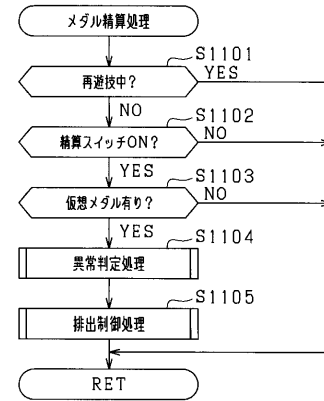 メダル精算処理
S1101
再遊技中?
YES
NO
S1102
精算スイッチON?
NO
YES
S1103
仮想メダル有り?
NO
YES
S1104
異常判定処理
S1105
排出制御処理
RET